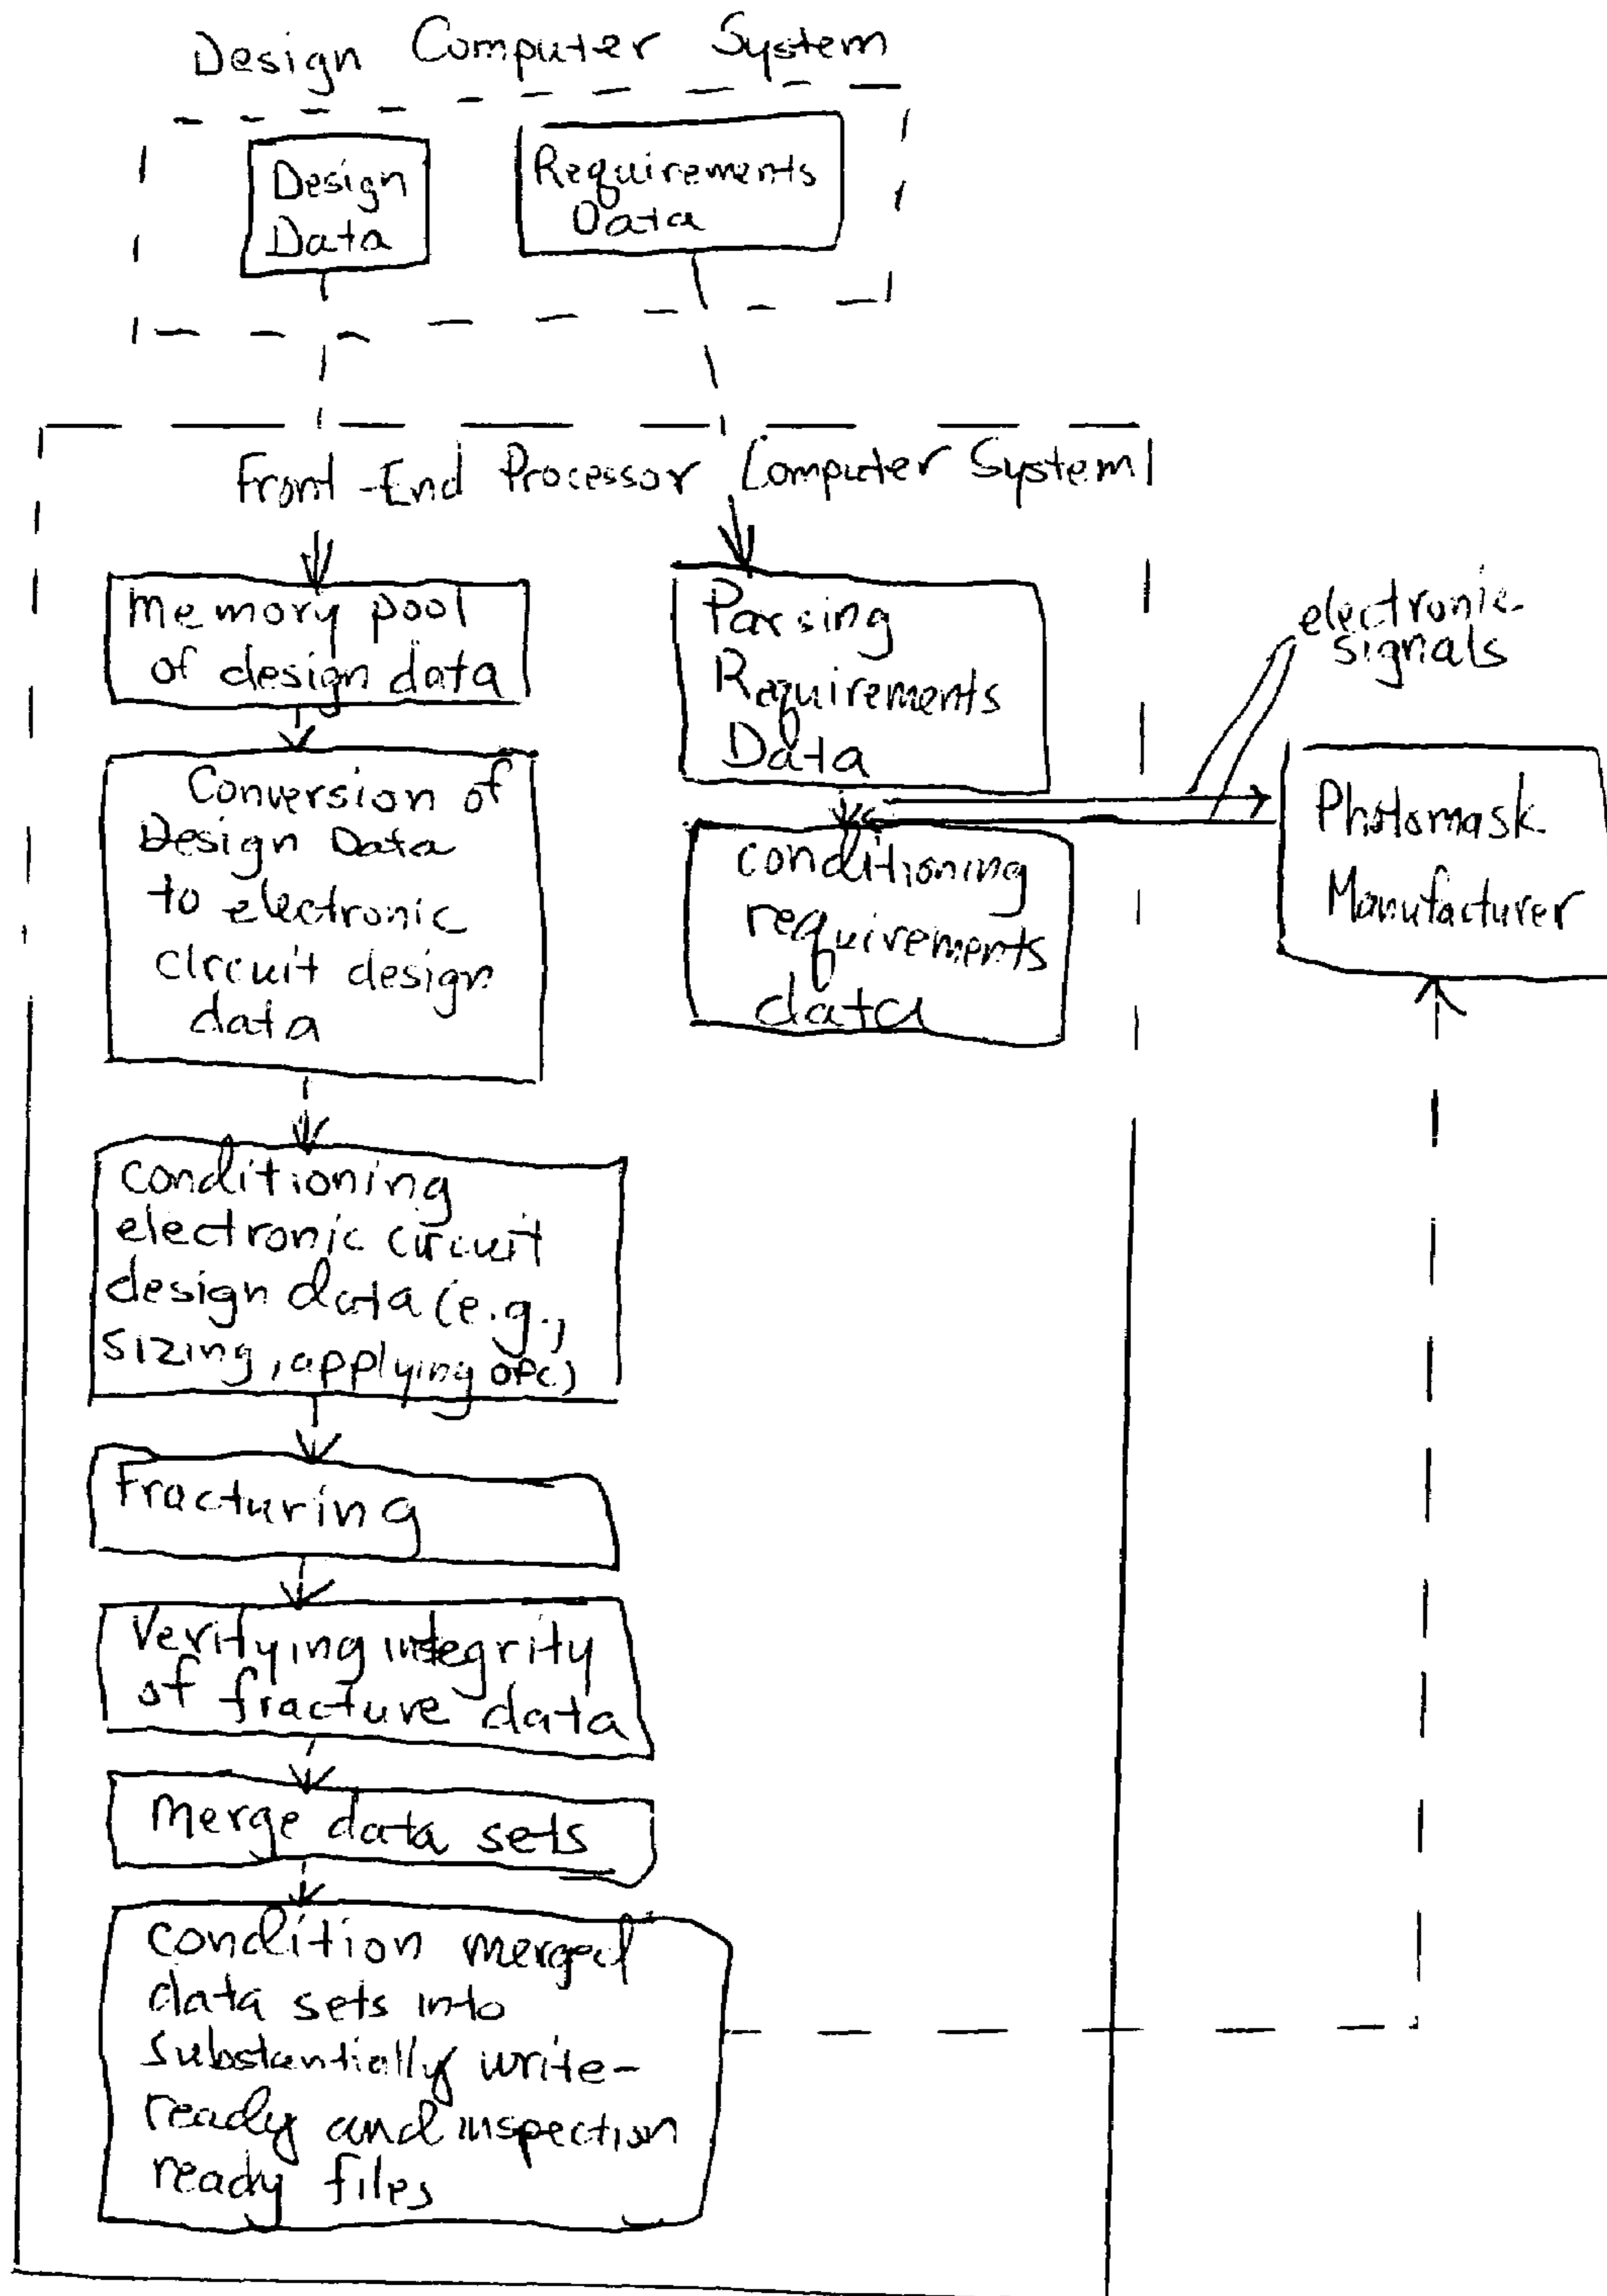 Design Computer System
Design
Data
Requirements
Data
Front-End Processor Computer System
Memory pool
of design data
Parsing
Requirements
Data
electronic
signals
Conversion of
Design Data
to electronic
circuit design
data
conditioning
requirements
data
Photomask
Manufacturer
conditioning
electronic circuit
design data (e.g.,
sizing, applying OPC)
Fracturing
Verifying integrity
of fracture data
Merge data sets
condition merged
data sets into
substantially write-
ready and inspection
ready files